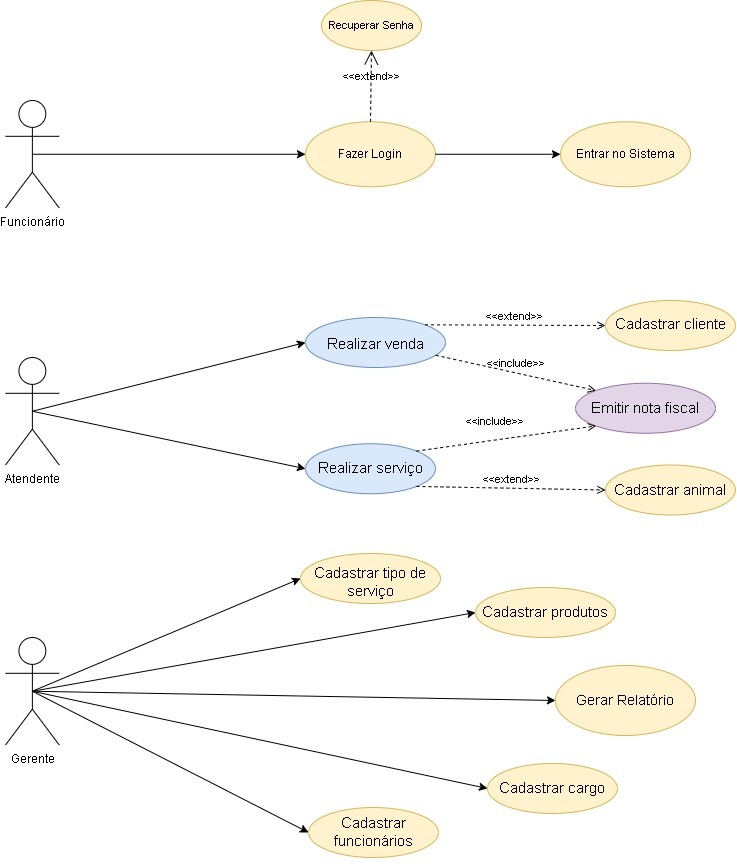 Recuperar Senha
<<extend>>
Fazer Login
Entrar no Sistema
Funcionário
<<extend>>
Cadastrar cliente
Realizar venda
<<include>>
Emitir nota fiscal
<<include>>
Realizar serviço
<<extend>>
Cadastrar animal
Atendente
Cadastrar tipo de
serviço
Cadastrar produtos
Gerar Relatório
Gerente
Cadastrar cargo
Cadastrar
funcionários